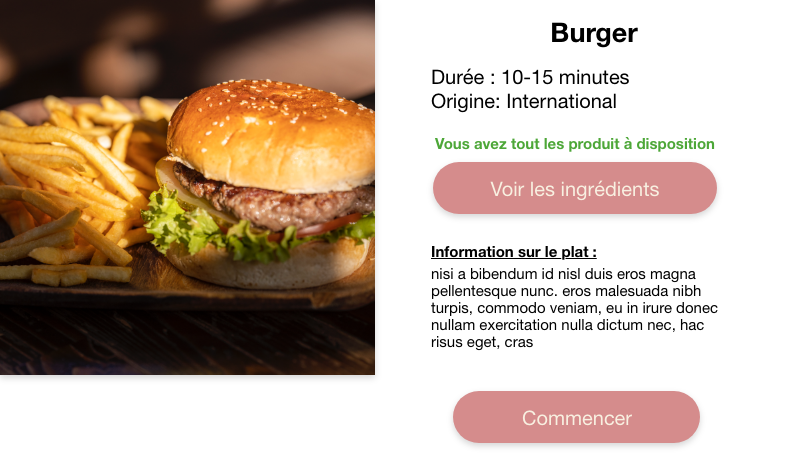 Burger
Durée : 10-15 minutes
Origine: International
Vous avez tout les produit à disposition
Voir les ingrédients
Information sur le plat :
nisi a bibendum id nisl duis eros magna
pellentesque nunc. eros malesuada nibh
turpis, commodo veniam, eu in irure donec
nullam exercitation nulla dictum nec, hac
risus eget, cras
Commencer